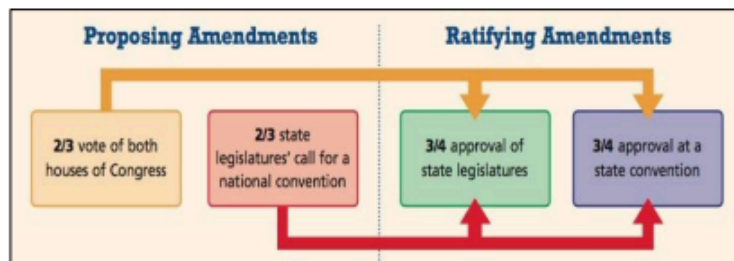 Proposing Amendments
Ratifying Amendments
2/3 vote of both
houses of Congress
2/3 state
legislatures' call for a
national convention
3/4 approval of
state legislatures
3/4 approval at a
state convention